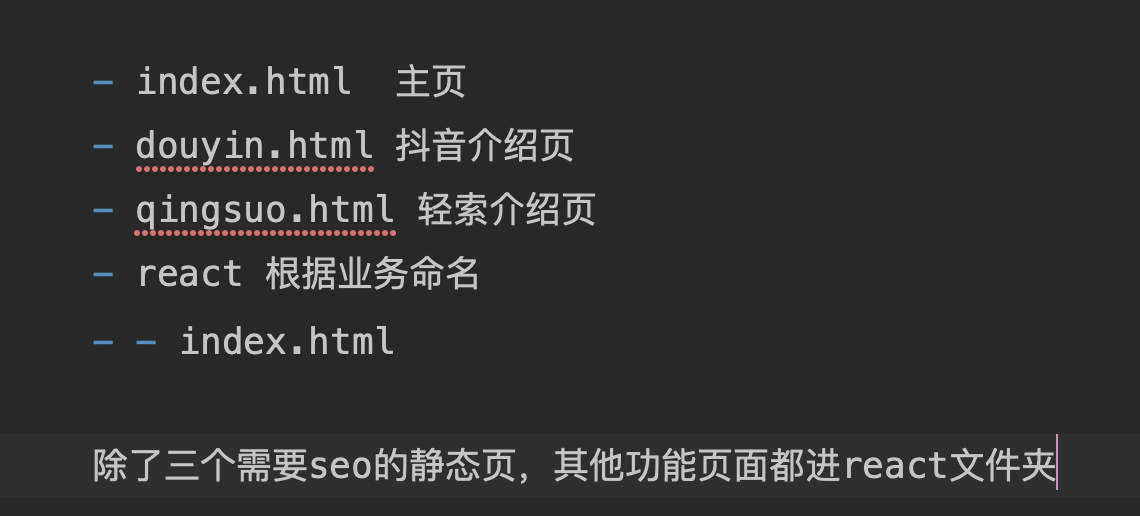 - index.html  主页
- douyin.html 抖音介绍页
- qingsuo.html 轻索介绍页
- react 根据业务命名
- - index.html
除了三个需要seo的静态页，其他功能页面都进react文件夹